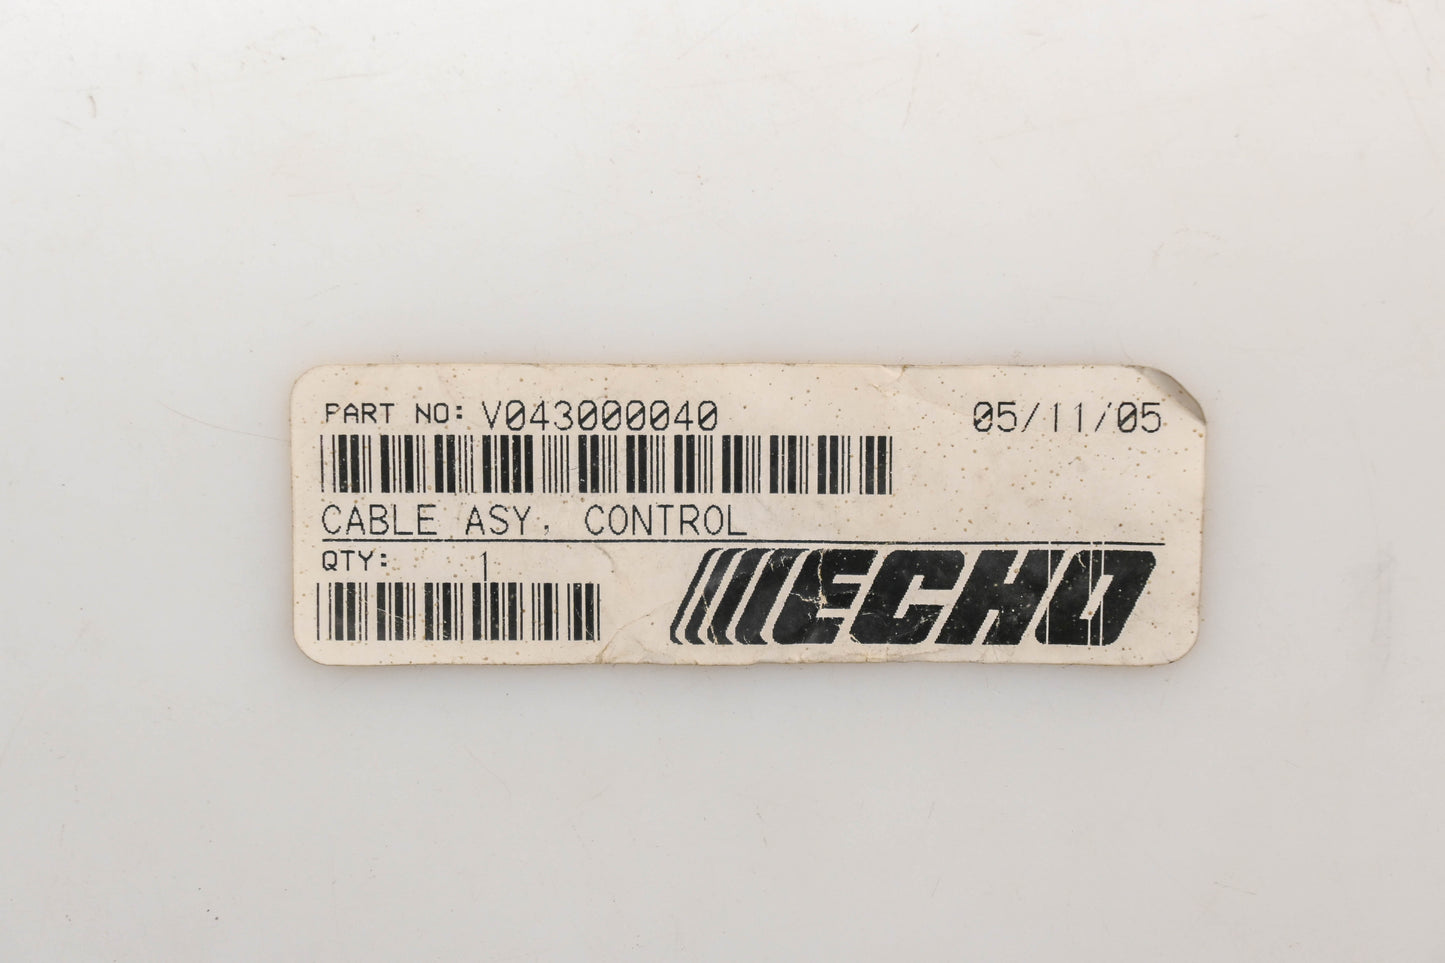 PART NO: V043000040
05/11/05
CABLE ASY, CONTROL
QTY: 1
ECHO